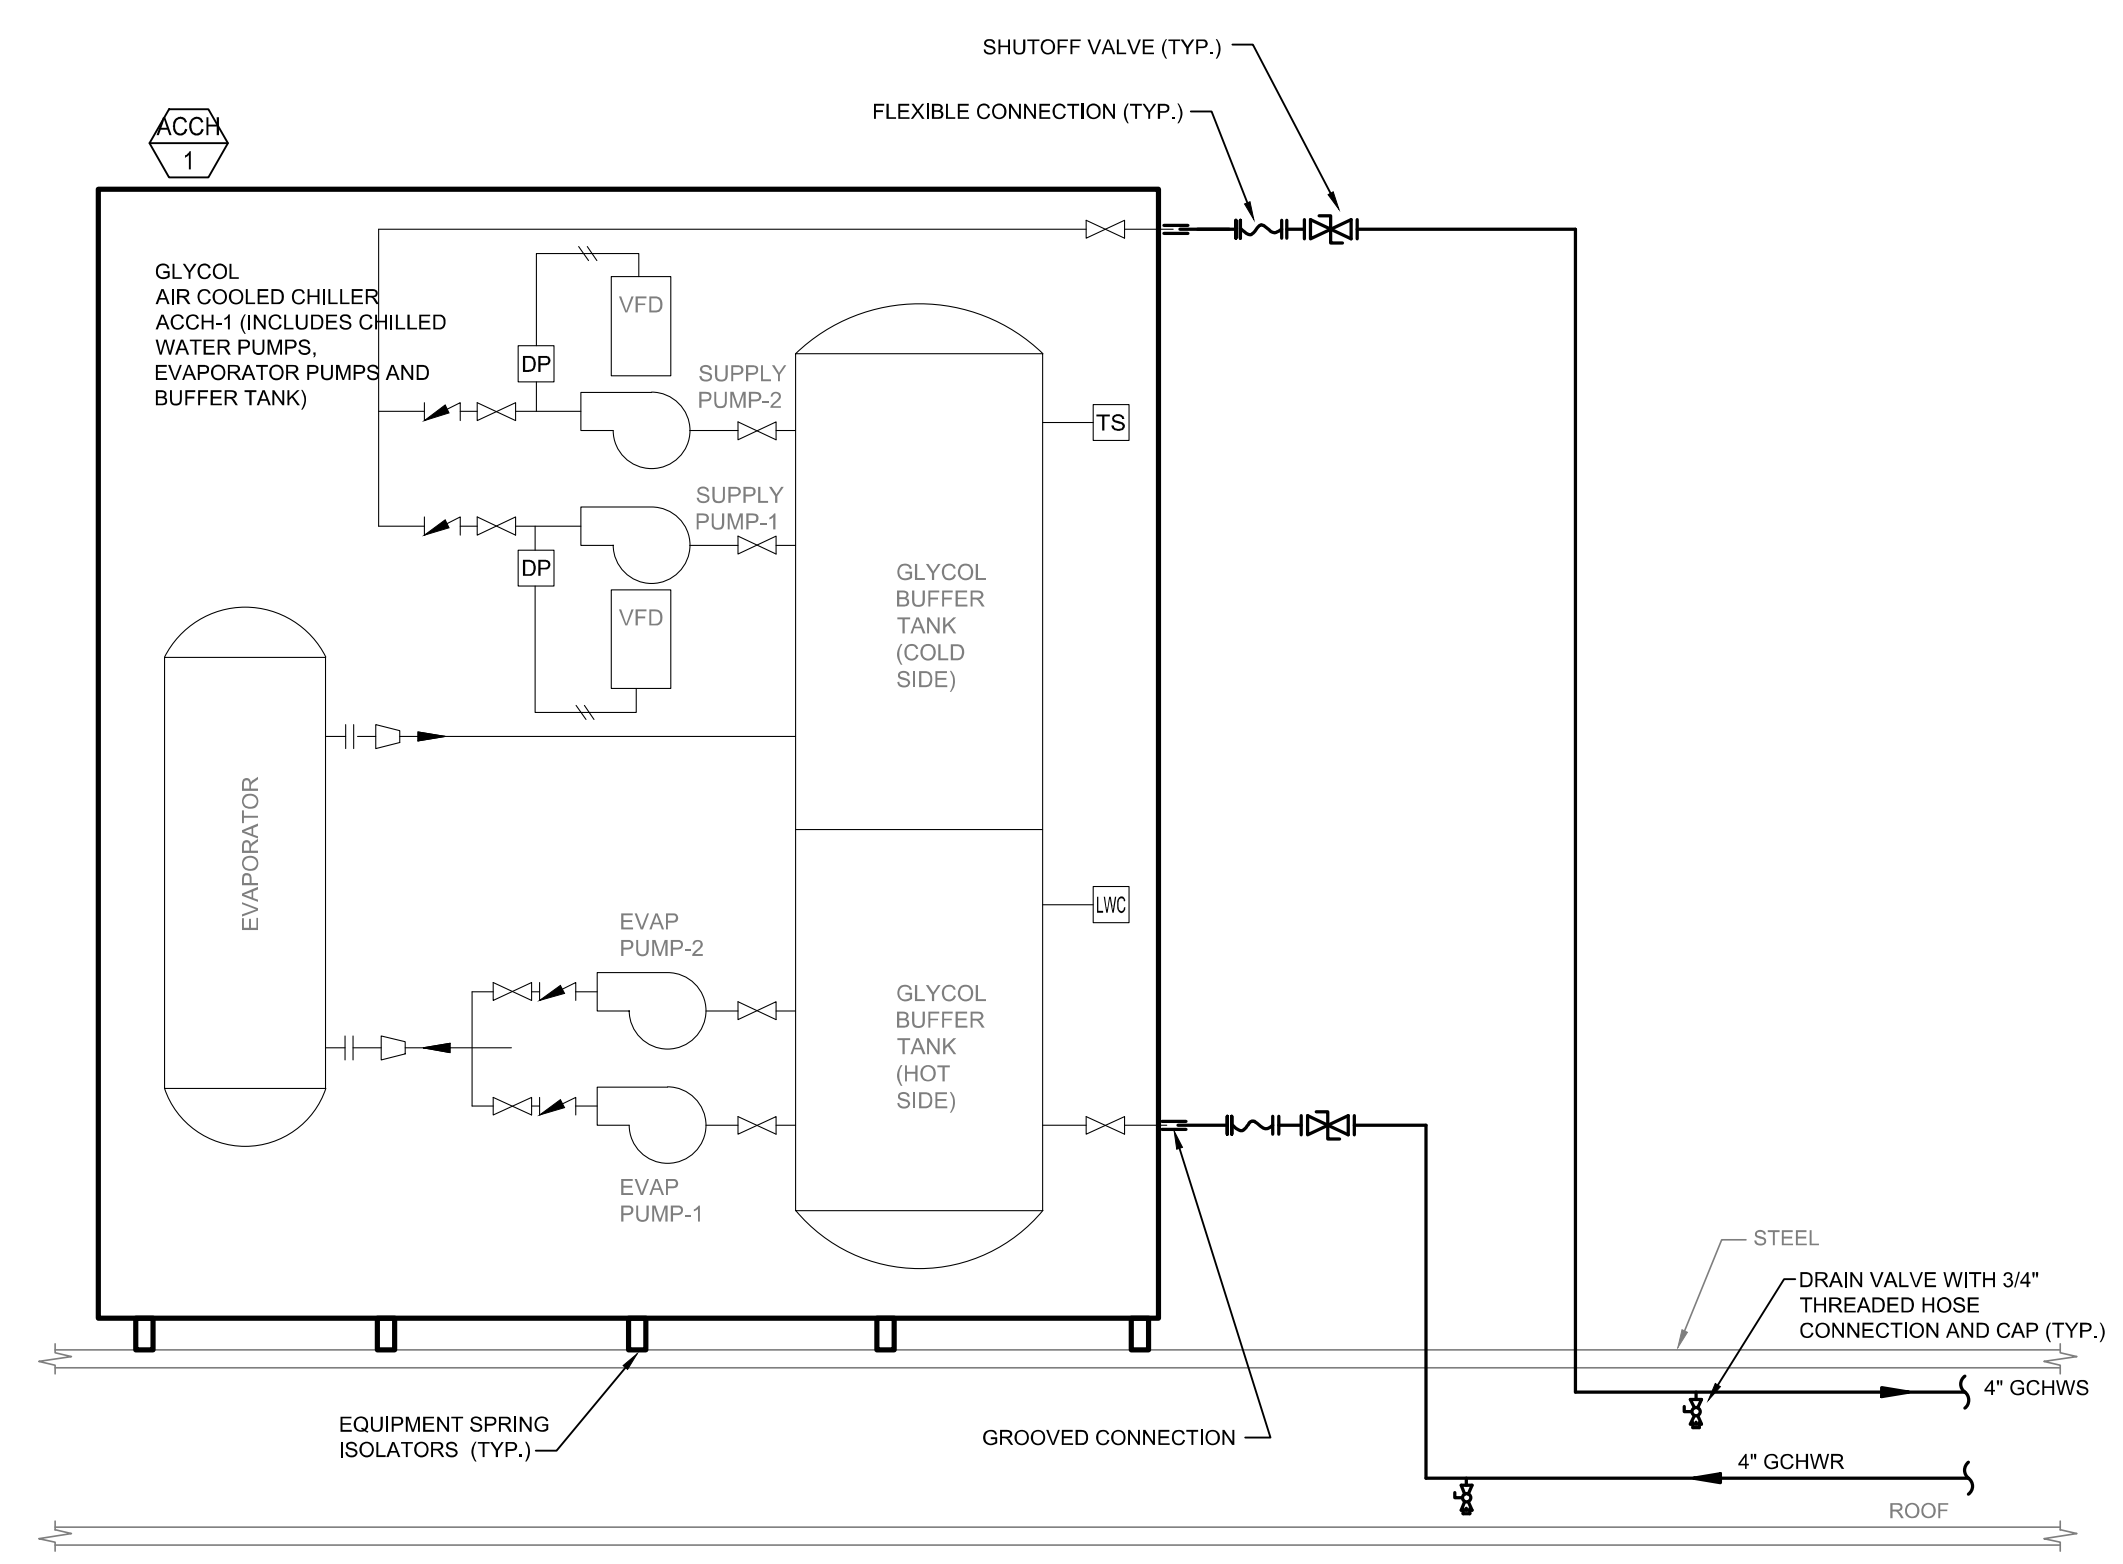 SHUTOFF VALVE (TYP.)
FLEXIBLE CONNECTION (TYP.)
ACCH
1
GLYCOL
AIR COOLED CHILLER
ACCH-1 (INCLUDES CHILLED
WATER PUMPS,
EVAPORATOR PUMPS AND
BUFFER TANK)
VFD
DP
SUPPLY
PUMP-2
TS
SUPPLY
PUMP-1
DP
VFD
GLYCOL
BUFFER
TANK
(COLD
SIDE)
EVAPORATOR
LWC
EVAP
PUMP-2
GLYCOL
BUFFER
TANK
(HOT
SIDE)
EVAP
PUMP-1
STEEL
DRAIN VALVE WITH 3/4"
THREADED HOSE
CONNECTION AND CAP (TYP.)
4" GCHWS
EQUIPMENT SPRING
ISOLATORS (TYP.)
GROOVED CONNECTION
4" GCHWR
ROOF